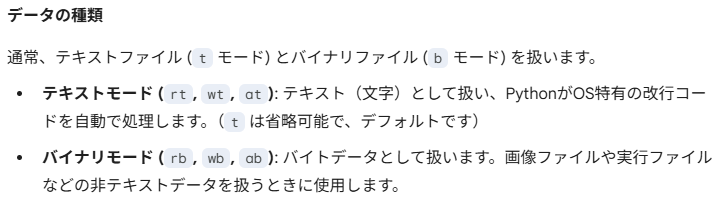 データの種類
通常、テキストファイル ( t モード) とバイナリファイル ( b モード) を扱います。
• テキストモード ( rt , wt , at ): テキスト（文字）として扱い、PythonがOS特有の改行コー
ドを自動で処理します。（ t は省略可能で、デフォルトです）
• バイナリモード ( rb , wb , ab ): バイトデータとして扱います。画像ファイルや実行ファイル
などの非テキストデータを扱うときに使用します。